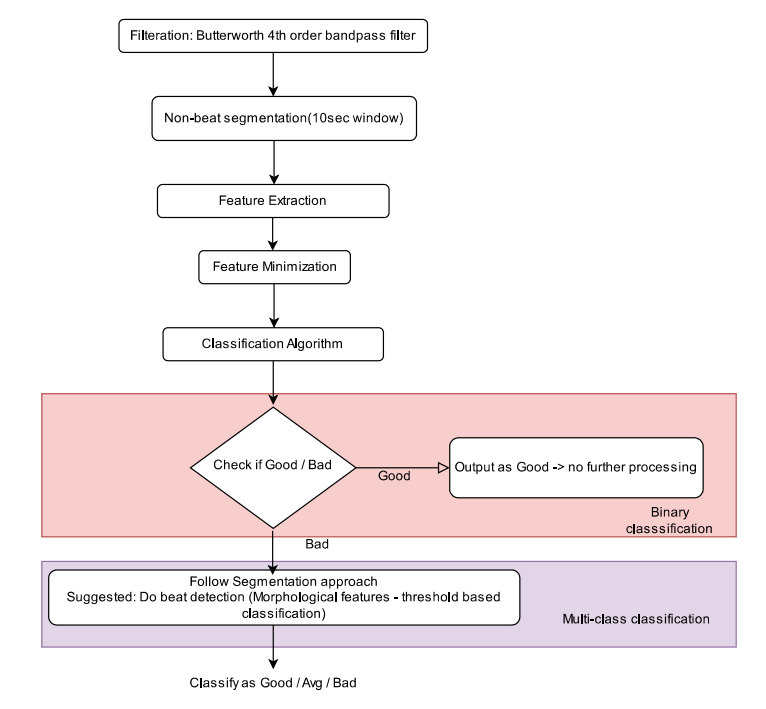 Filteration: Butterworth 4th order bandpass filter
Non-beat segmentation(10sec window)
Feature Extraction
Feature Minimization
Classification Algorithm
Check if Good / Bad
Good
Output as Good -> no further processing
Binary
classsification
Bad
Follow Segmentation approach
Suggested: Do beat detection (Morphological features - threshold based
classification)
Multi-class classification
Classify as Good / Avg / Bad